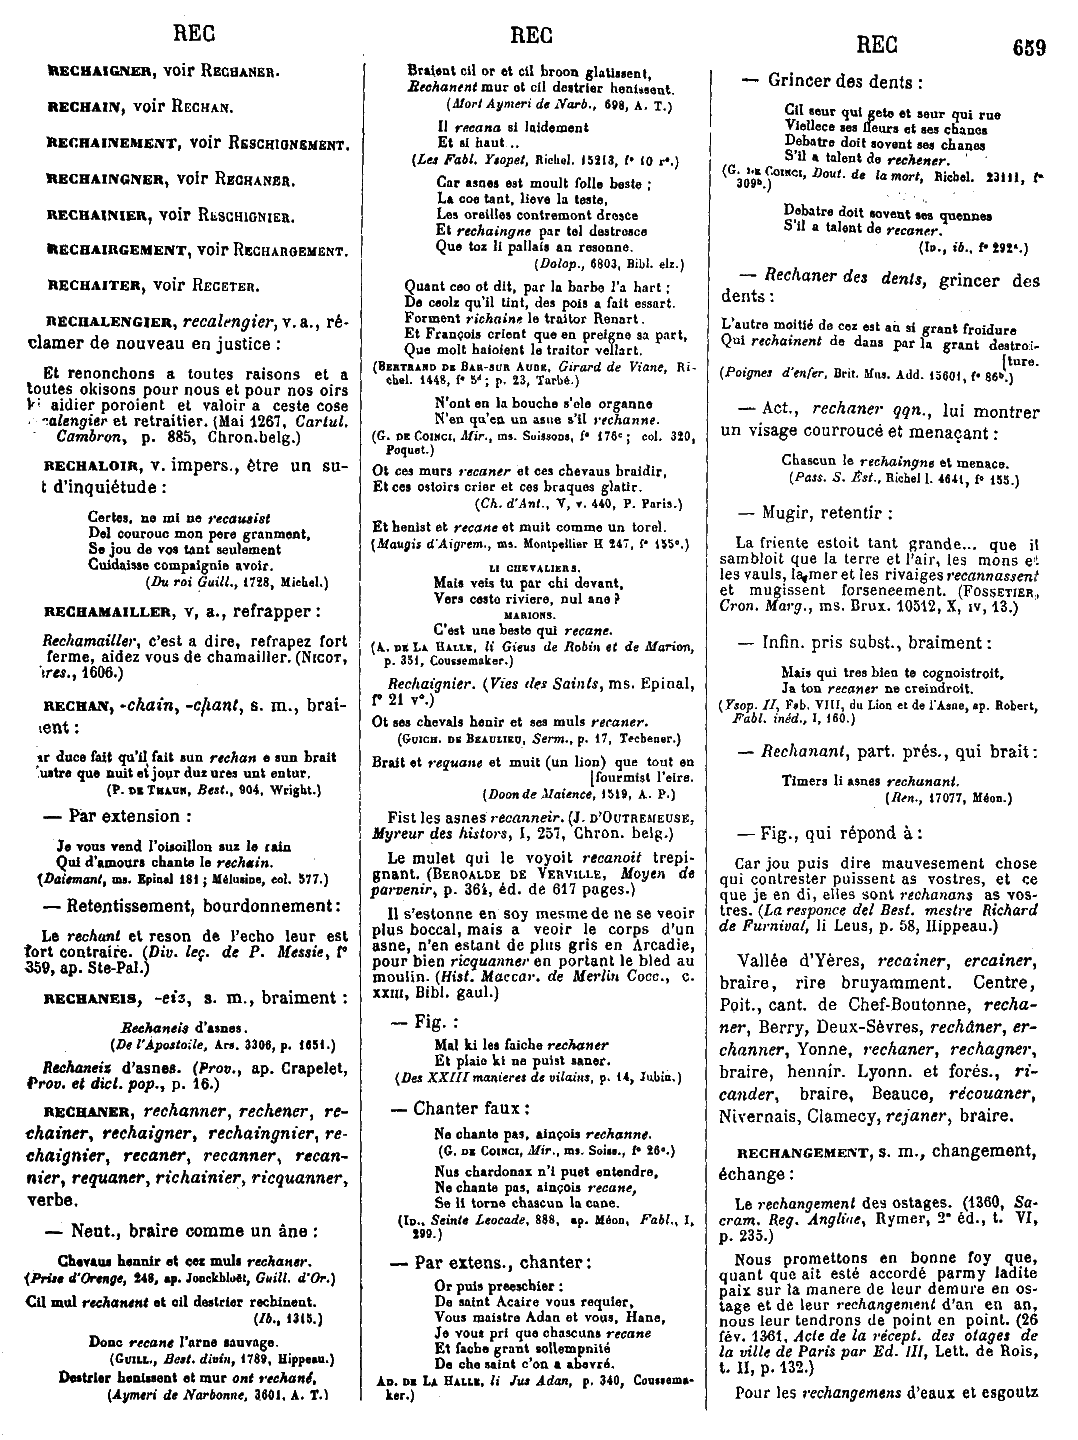 REC
RECHAIGNER, voir RECHANER.
RECHAIN, voir RECHAN.
RECHAINEMENT, voir RESCHIGNEMENT.
RECHAINGNER, voir RECHANER.
RECHAINIER, voir RESCHIGNIER.
RECHAIRGEMENT, voir RECHARGEMENT.
RECHAITER, voir RECETER.
RECHALENGIER, recalengier, v. a., ré-
clamer de nouveau en justice :
Et renonchons a toutes raisons et a
toutes okisons pour nous et pour nos oirs
aidier poroient et valoir a ceste cose
calengier et retraitier. (Mai 1267, Cartul.
Cambron, p. 885, Chron.belg.)
RECHALOIR, v. impers., être un su-
t d'inquiétude :
Certes, ne mi ne recausist
Del courouc mon pere granment,
Se jou de vos tant seulement
Cuidaisse compaignie avoir.
(Du roi Guill., 1728, Michel.)
RECHAMAILLER, v, a., refrapper :
Rechamailler, c'est a dire, refrapez fort
ferme, aidez vous de chamailler. (NICOT,
res., 1606.)
RECHAN, -chain, -chant, s. m., brai-
ent :
ar duce fait qu'il fait sun rechan e sun brait
ustre que nuit et jour duz ures unt entur.
(P. DE THAUN, Best., 904, Wright.)
— Par extension :
Je vous vend l'oisoillon suz le rain
Qui d'amours chante le rechain.
(Daiemant, ms. Epinal 181 ; Mélusine, col. 577.)
— Retentissement, bourdonnement :
Le rechant et reson de l'echo leur est
fort contraire. (Div. leç. de P. Messie, f°
359, ap. Ste-Pal.)
RECHANEIS, -eiz, s. m., braiment :
Rechaneis d'asnes.
(De l'Apostoile, Ars. 3306, p. 1651.)
Rechaneiz d'asnes. (Prov., ap. Crapelet,
Prov. et dict. pop., p. 16.)
RECHANER, rechanner, rechener, re-
chainer, rechaigner, rechaingnier, re-
chaignier, recaner, recanner, recan-
nier, requaner, richainier, ricquanner,
verbe.
— Neut., braire comme un âne :
Chevaus hennir et cez muls rechaner.
(Prise d'Orenge, 248, ap. Jonckbloët, Guill. d'Or.)
Cil mul rechanent et cil destrier rechinent.
(Ib., 1315.)
Donc recane l'arne sauvage.
(GUILL., Best. divin, 1789, Hippeau.)
Destrier henissent et mur ont rechané,
(Aymeri de Narbonne, 3601, A. T.)
REC
Braient cil or et cil broon glatissent,
Rechanent mur et cil destrier henissent.
(Mort Aymeri de Narb., 698, A. T.)
Il recana si laidement
Et si haut ..
(Les Fabl. Ysopet, Richel. 15213, f° 10 r°.)
Car asnes est moult folle beste ;
La coe tant, lieve la teste,
Les oreilles contremont dresce
Et rechaingne par tel destresce
Que toz li pallais an resonne.
(Dolop., 6803, Bibl. elz.)
Quant ceo ot dit, par la barbe l'a hart ;
De ceolz qu'il tint, des pois a fait essart.
Forment richaine le traitor Renart.
Et François crient que en preigne sa part,
Que molt haioient le traitor vellart.
(BERTRAND DE BAR-SUR AUBE, Girard de Viane, Ri-
chel. 1448, f° 5ᵈ ; p. 23, Tarbé.)
N'ont en la bouche s'ele organne
N'en qu'en un asne s'il rechanne.
(G. DE COINCI, Mir., ms. Soissons, f° 176ᶜ ; col. 320,
Poquet.)
Ot ces murs recaner et ces chevaus braidir,
Et ces ostoirs crier et ces braques glatir.
(Ch. d'Ant., V, v. 440, P. Paris.)
Et henist et recane et muit comme un torel.
(Maugis d'Aigrem., ms. Montpellier H 247, f° 155ᵉ.)
LI CHEVALIERS.
Mais veis tu par chi devant,
Vers ceste riviere, nul ane ?
MARIONS.
C'est une beste qui recane.
(A. DE LA HALLE, li Gieus de Robin et de Marion,
p. 351, Coussemaker.)
Rechaignier. (Vies des Saints, ms. Epinal,
f° 21 v°.)
Ot ses chevals henir et ses muls recaner.
(GUICH. DE BEAULIEU, Serm., p. 17, Techener.)
Brait et requane et muit (un lion) que tout en
[fourmist l'eire.
(Doon de Maience, 1519, A. P.)
Fist les asnes recanneir. (J. D'OUTREMEUSE,
Myreur des histors, I, 257, Chron. belg.)
Le mulet qui le voyoit recanoit trepi-
gnant. (BEROALDE DE VERVILLE, Moyen de
parvenir, p. 364, éd. de 617 pages.)
Il s'estonne en soy mesme de ne se veoir
plus boccal, mais a veoir le corps d'un
asne, n'en estant de plus gris en Arcadie,
pour bien ricquanner en portant le bled au
moulin. (Hist. Maccar. de Merlin Cocc., c.
XXIII, Bibl. gaul.)
— Fig. :
Mal ki les faiche rechaner
Et plaie ki ne puist saner.
(Des XXIII manieres de vilains, p. 14, Jubin.)
— Chanter faux :
Ne chante pas, ainçois rechanne.
(G. DE COINCI, Mir., ms. Soiss., f° 26ᵉ.)
Nus chardonax n'i puet entendre,
Ne chante pas, ainçois recane,
Se li torne chascun la cane.
(ID., Seinte Leocade, 888, ap. Méon, Fabl., I,
299.)
— Par extens., chanter :
Or puis preeschier :
De saint Acaire vous requier,
Vous maistre Adan et vous, Hane,
Je vous pri que chascuns recane
Et fache grant sollempnité
De che saint c'on a abevré.
AD. DE LA HALLE, li Jus Adan, p. 340, Coussema-
ker.)
REC 659
— Grincer des dents :
Cil seur qui gete et seur qui rue
Viellece ses fleurs et ses chanes
Debatre doit sovent ses chanes
S'il a talent de rechener.
(G. DE COINCI, Dout. de la mort, Richel. 23111, f°
309ᵇ.)
Debatre doit sovent ses quennes
S'il a talent de recaner.
(ID., ib., f° 292ᵃ.)
— Rechaner des dents, grincer des
dents :
L'autre moitié de cez est aū si grant froidure
Qui rechainent de dans par la grant destroi-
[ture.
(Poignes d'enfer, Brit. Mus. Add. 15601, f° 86ᵇ.)
— Act., rechaner qqn., lui montrer
un visage courroucé et menaçant :
Chascun le rechaingne et menace.
(Pass. S. Est., Richel l. 4641, f° 155.)
— Mugir, retentir :
La friente estoit tant grande... que il
sambloit que la terre et l'air, les mons et
les vauls, la mer et les rivaiges recannassent
et mugissent forseneement. (FOSSETIER,
Cron. Marg., ms. Brux. 10512, X, IV, 13.)
— Infin. pris subst., braiment :
Mais qui tres bien te cognoistroit,
Ja ton recaner ne creindroit.
(Ysop. II, Fab. VIII, du Lion et de l'Asne, ap. Robert,
Fabl. inéd., I, 160.)
— Rechanant, part. prés., qui brait :
Timers li asnes rechanant.
(Ren., 17077, Méon.)
— Fig., qui répond à :
Car jou puis dire mauvesement chose
qui contrester puissent as vostres, et ce
que je en di, elles sont rechanans as vos-
tres. (La responce del Best. mestre Richard
de Furnival, li Leus, p. 58, Hippeau.)
Vallée d'Yères, recainer, ercainer,
braire, rire bruyamment. Centre,
Poit., cant. de Chef-Boutonne, recha-
ner, Berry, Deux-Sèvres, rechâner, er-
channer, Yonne, rechaner, rechagner,
braire, hennir. Lyonn. et forés., ri-
cander, braire, Beauce, récouaner,
Nivernais, Clamecy, rejaner, braire.
RECHANGEMENT, s. m., changement,
échange :
Le rechangement des ostages. (1360, Sa-
cram. Reg. Angliae, Rymer, 2ᵉ éd., t. VI,
p. 235.)
Nous promettons en bonne foy que,
quant que ait esté accordé parmy ladite
paix sur la manere de leur demure en os-
tage et de leur rechangement d'an en an,
nous leur tendrons de point en point. (26
fév. 1361, Acte de la récept. des otages de
la ville de Paris par Ed. III, Lett. de Rois,
t. II, p. 132.)
Pour les rechangemens d'eaux et esgoutz